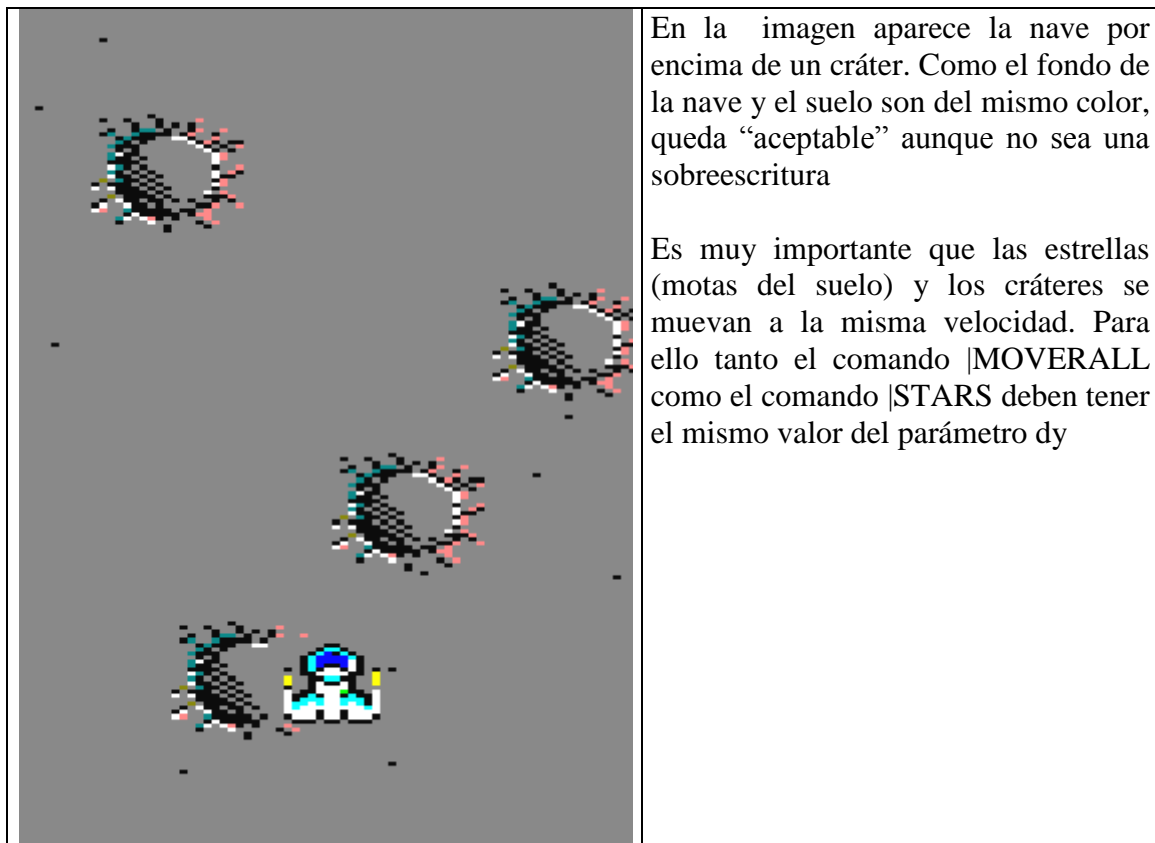 En la imagen aparece la nave por
encima de un cráter. Como el fondo de
la nave y el suelo son del mismo color,
queda “aceptable” aunque no sea una
sobreescritura
Es muy importante que las estrellas
(motas del suelo) y los cráteres se
muevan a la misma velocidad. Para
ello tanto el comando |MOVERALL
como el comando |STARS deben tener
el mismo valor del parámetro dy